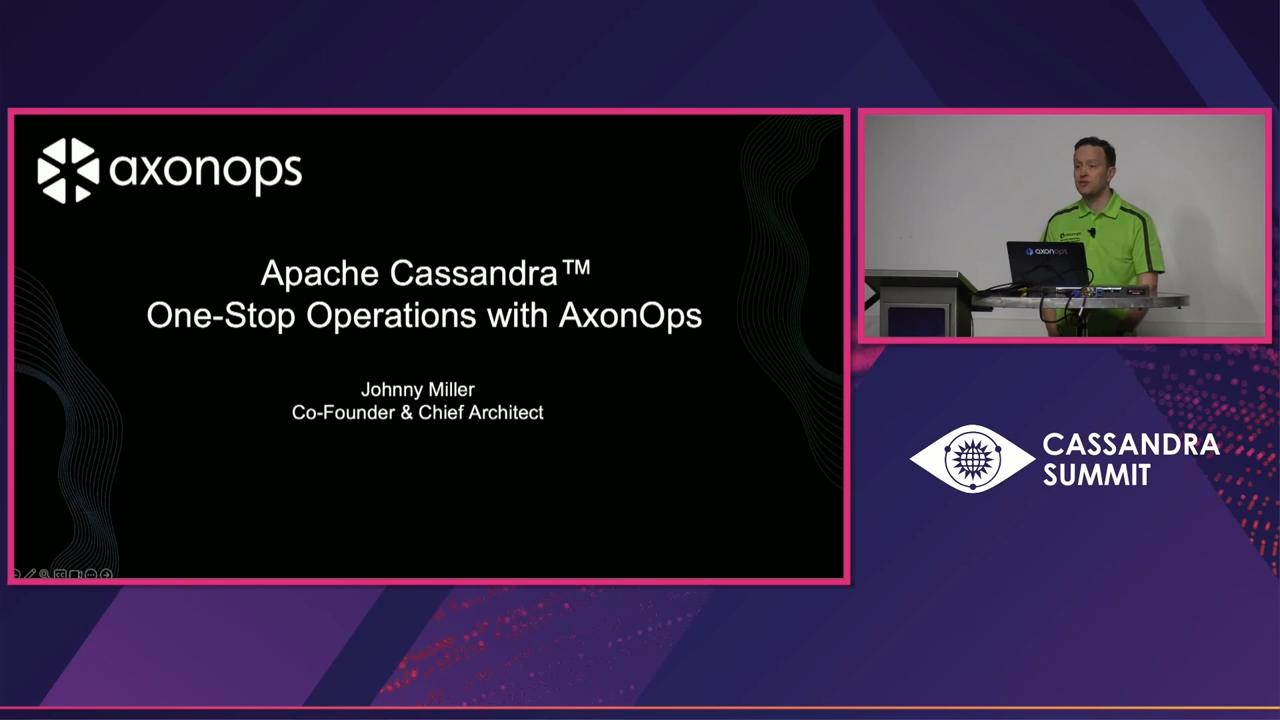 axonops
Apache Cassandra™
One-Stop Operations with AxonOps
Johnny Miller
Co-Founder & Chief Architect
axonops
CASSANDRA
SUMMIT